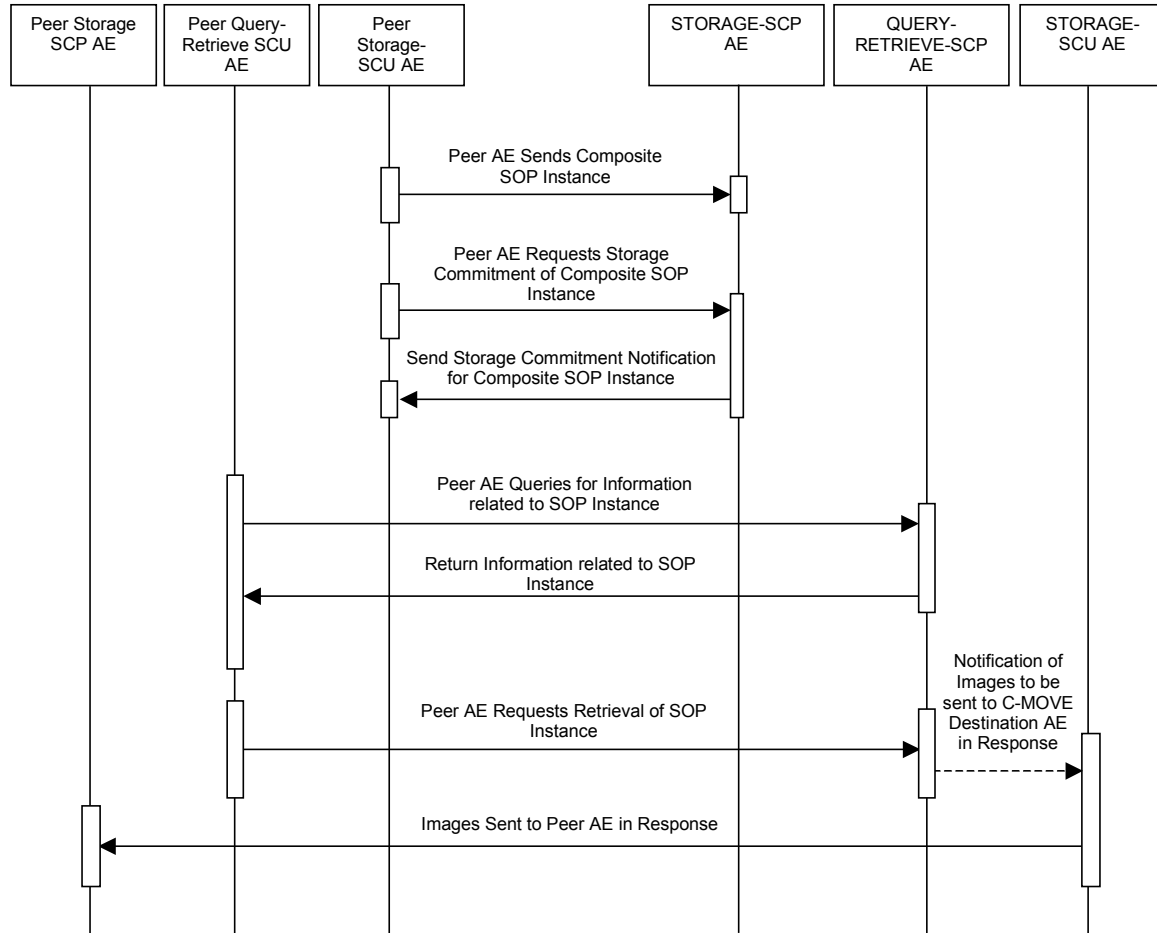 Peer Storage
SCP AE
Peer Query-
Retrieve SCU
AE
Peer
Storage-
SCU AE
STORAGE-SCP
AE
QUERY-
RETRIEVE-SCP
AE
STORAGE-
SCU AE
Peer AE Sends Composite
SOP Instance
Peer AE Requests Storage
Commitment of Composite SOP
Instance
Send Storage Commitment Notification
for Composite SOP Instance
Peer AE Queries for Information
related to SOP Instance
Return Information related to SOP
Instance
Notification of
Images to be
sent to C-MOVE
Destination AE
in Response
Peer AE Requests Retrieval of SOP
Instance
Images Sent to Peer AE in Response